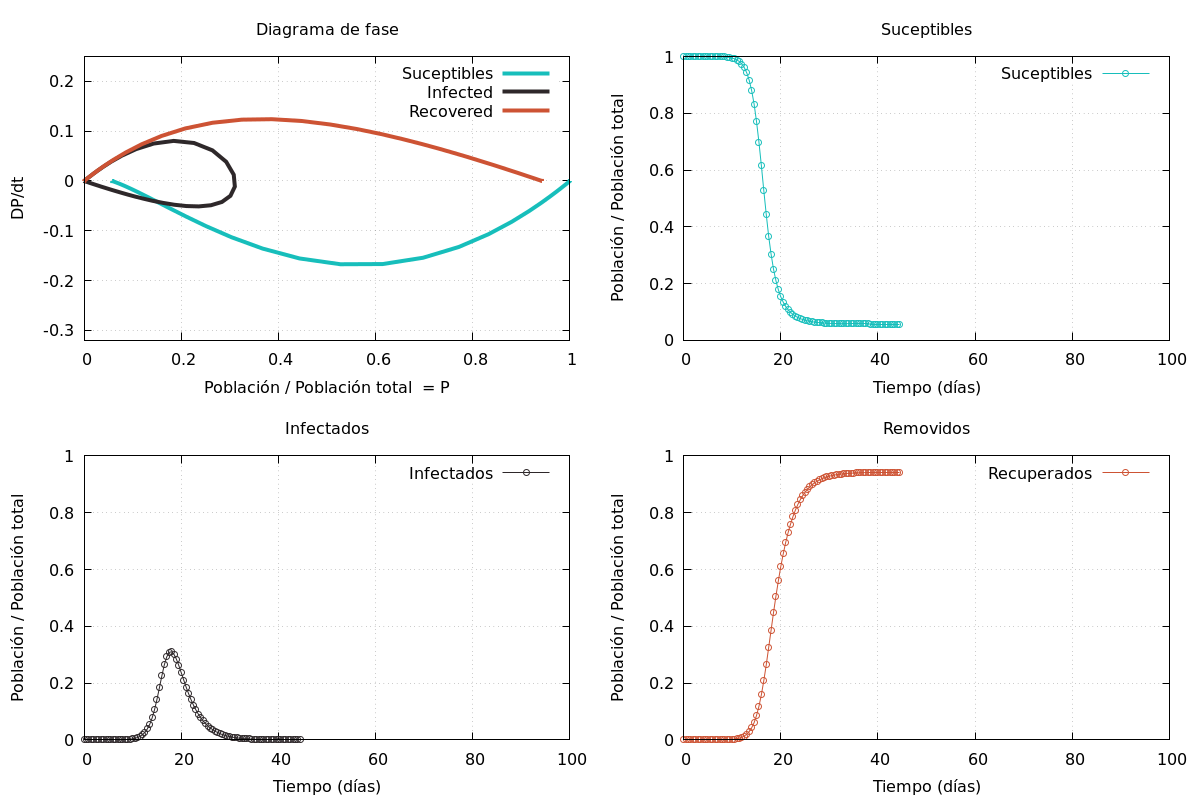 Diagrama de fase
DP/dt
0.2
0.1
0
-0.1
-0.2
-0.3
Suceptibles
Infected
Recovered
0 0.2 0.4 0.6 0.8 1
Población / Población total  = P
Suceptibles
Población / Población total
1
0.8
0.6
0.4
0.2
0
Suceptibles
0 20 40 60 80 100
Tiempo (días)
Infectados
Población / Población total
1
0.8
0.6
0.4
0.2
0
Infectados
0 20 40 60 80 100
Tiempo (días)
Removidos
Población / Población total
1
0.8
0.6
0.4
0.2
0
Recuperados
0 20 40 60 80 100
Tiempo (días)